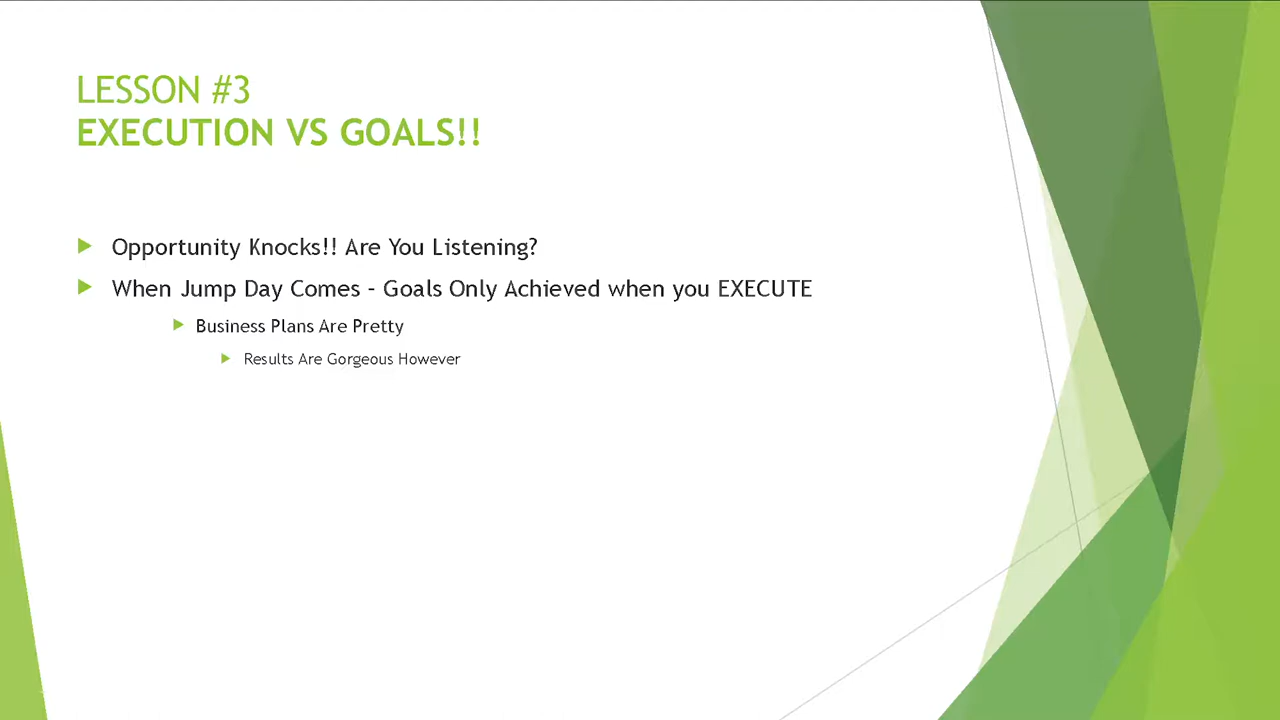 LESSON #3
EXECUTION VS GOALS!!
Opportunity Knocks!! Are You Listening?
When Jump Day Comes - Goals Only Achieved when you EXECUTE
Business Plans Are Pretty
Results Are Gorgeous However